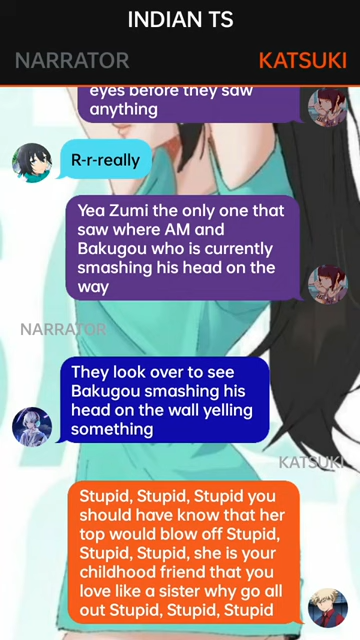 INDIAN TS
NARRATOR
KATSUKI
eyes before they saw
anything
R-r-really
Yea Zumi the only one that
saw where AM and
Bakugou who is currently
smashing his head on the
way
NARRATOR
They look over to see
Bakugou smashing his
head on the wall yelling
something
KATSUKI
Stupid, Stupid, Stupid you
should have know that her
top would blow off Stupid,
Stupid, Stupid, she is your
childhood friend that you
love like a sister why go all
out Stupid, Stupid, Stupid